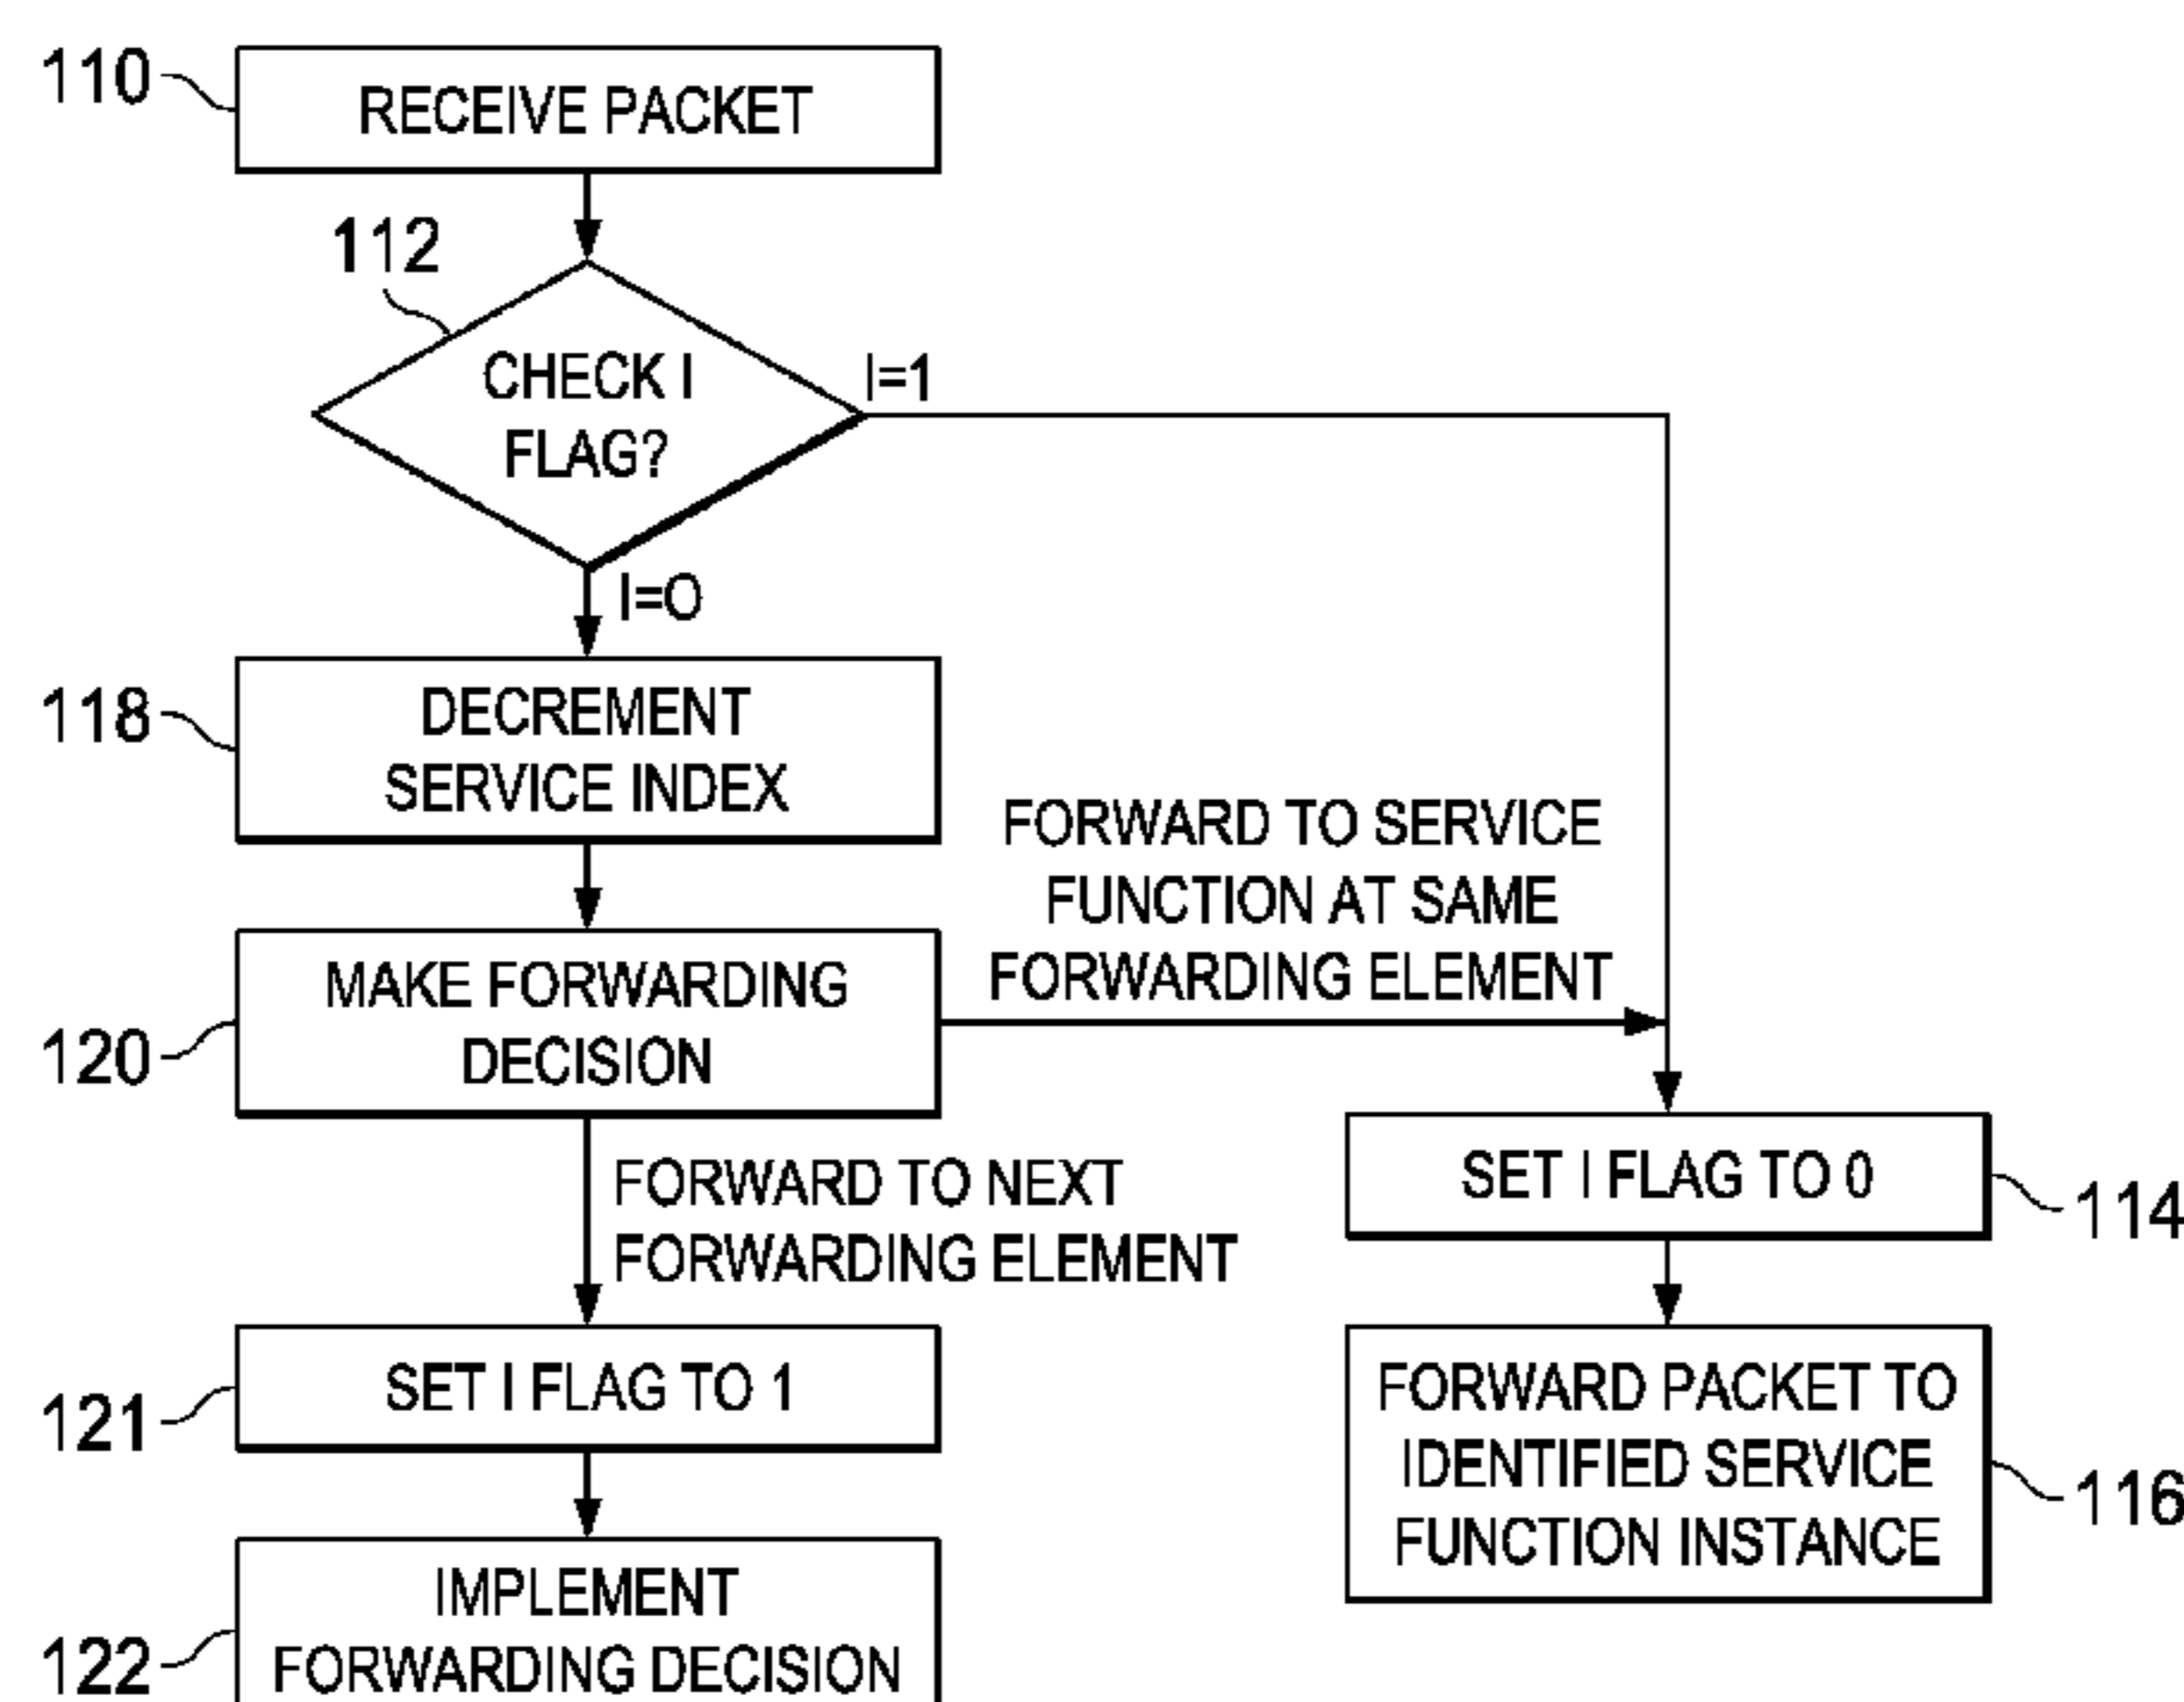 110
RECEIVE PACKET
112
CHECK I
FLAG?
I=1
I=O
118
DECREMENT
SERVICE INDEX
FORWARD TO SERVICE
FUNCTION AT SAME
FORWARDING ELEMENT
120
MAKE FORWARDING
DECISION
FORWARD TO NEXT
FORWARDING ELEMENT
SET I FLAG TO 0
114
121
SET I FLAG TO 1
FORWARD PACKET TO
IDENTIFIED SERVICE
FUNCTION INSTANCE
116
122
IMPLEMENT
FORWARDING DECISION